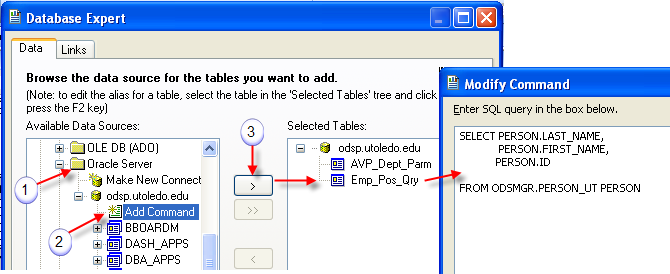 Database Expert
Data
Links
Browse the data source for the tables you want to add.
(Note: to edit the alias for a table, select the table in the 'Selected Tables' tree and click
press the F2 key)
Available Data Sources:
OLE DB (ADO)
Oracle Server
Make New Connect
odsp.utoledo.edu
Add Command
BBOARDM
DASH_APPS
DBA_APPS
1
2
3
>
>>
<
Selected Tables:
odsp.utoledo.edu
AVP_Dept_Parm
Emp_Pos_Qry
Modify Command
Enter SQL query in the box below.
SELECT PERSON.LAST_NAME,
PERSON.FIRST_NAME,
PERSON.ID
FROM ODSMGR.PERSON_UT PERSON